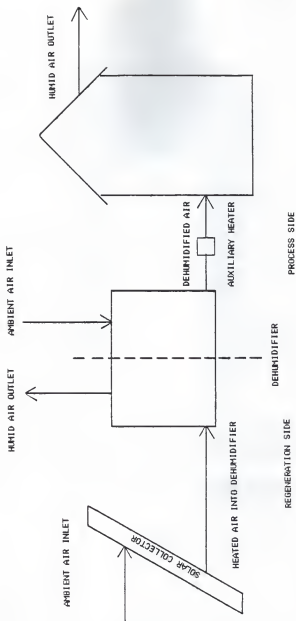 HUMID AIR OUTLET
AMBIENT AIR INLET
HUMID AIR OUTLET
DEHUMIDIFIED AIR
AUXILIARY HEATER
AMBIENT AIR INLET
SOLAR COLLECTOR
HEATED AIR INTO DEHUMIDIFIER
DEHUMIDIFIER
REGENERATION SIDE
PROCESS SIDE